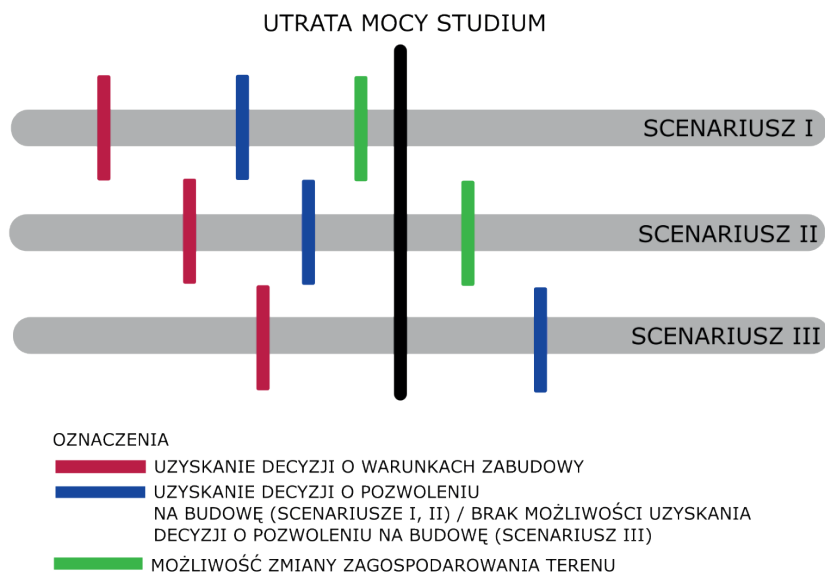 UTRATA MOCY STUDIUM
SCENARIUSZ I
SCENARIUSZ II
SCENARIUSZ III
OZNACZENIA
UZYSKANIE DECYZJI O WARUNKACH ZABUDOWY
UZYSKANIE DECYZJI O POZWOLENIU
NA BUDOWĘ (SCENARIUSZE I, II) / BRAK MOŻLIWOŚCI UZYSKANIA
DECYZJI O POZWOLENIU NA BUDOWĘ (SCENARIUSZ III)
MOŻLIWOŚĆ ZMIANY ZAGOSPODAROWANIA TERENU